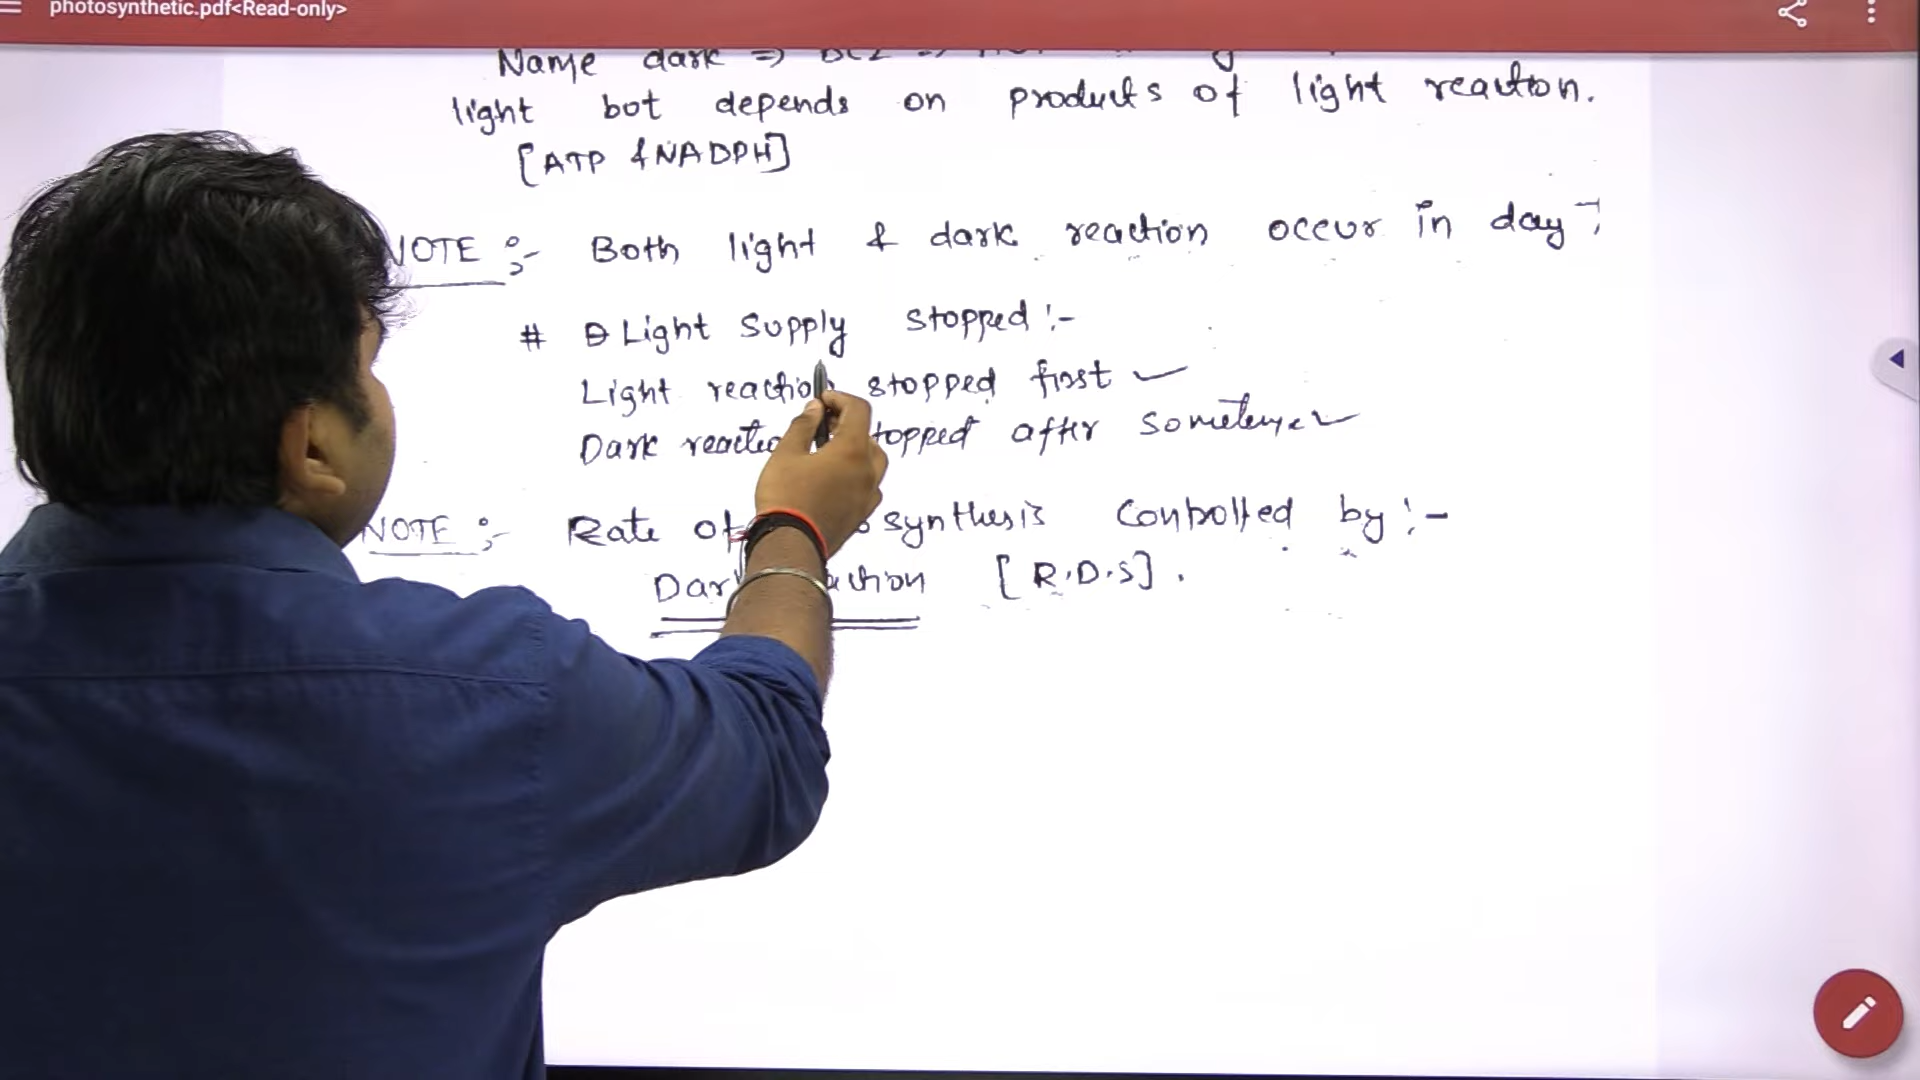 photosynthetic.pdf<Read-only>
Name dark ⇒
light bot depends on products of light reaction.
[ATP & NADPH]
NOTE :- Both light & dark reaction occur in day
# Light Supply stopped :-
Light reaction stopped first ✓
Dark stopped after
NOTE :- Rate of synthesis Controlled by :-
Dark [R.D.S].